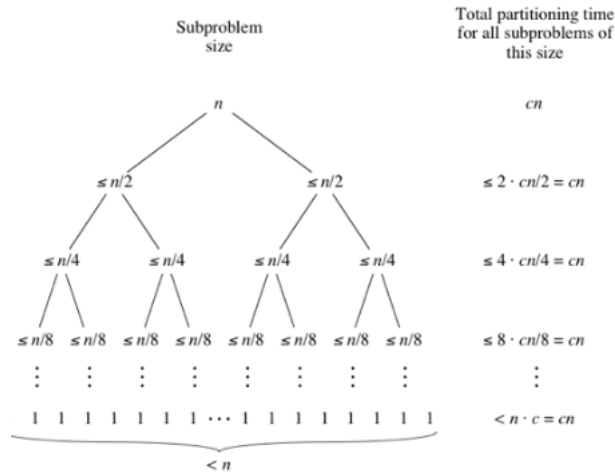 Subproblem
size
Total partitioning time
for all subproblems of
this size
n
cn
≤ n/2 ≤ n/2
≤ 2 · cn/2 = cn
≤ n/4 ≤ n/4 ≤ n/4 ≤ n/4
≤ 4 · cn/4 = cn
≤ n/8 ≤ n/8 ≤ n/8 ≤ n/8 ≤ n/8 ≤ n/8 ≤ n/8 ≤ n/8
≤ 8 · cn/8 = cn
⋮ ⋮ ⋮ ⋮ ⋮ ⋮ ⋮ ⋮
⋮
1 1 1 1 1 1 1 ⋯ 1 1 1 1 1 1 1 1
< n · c = cn
< n